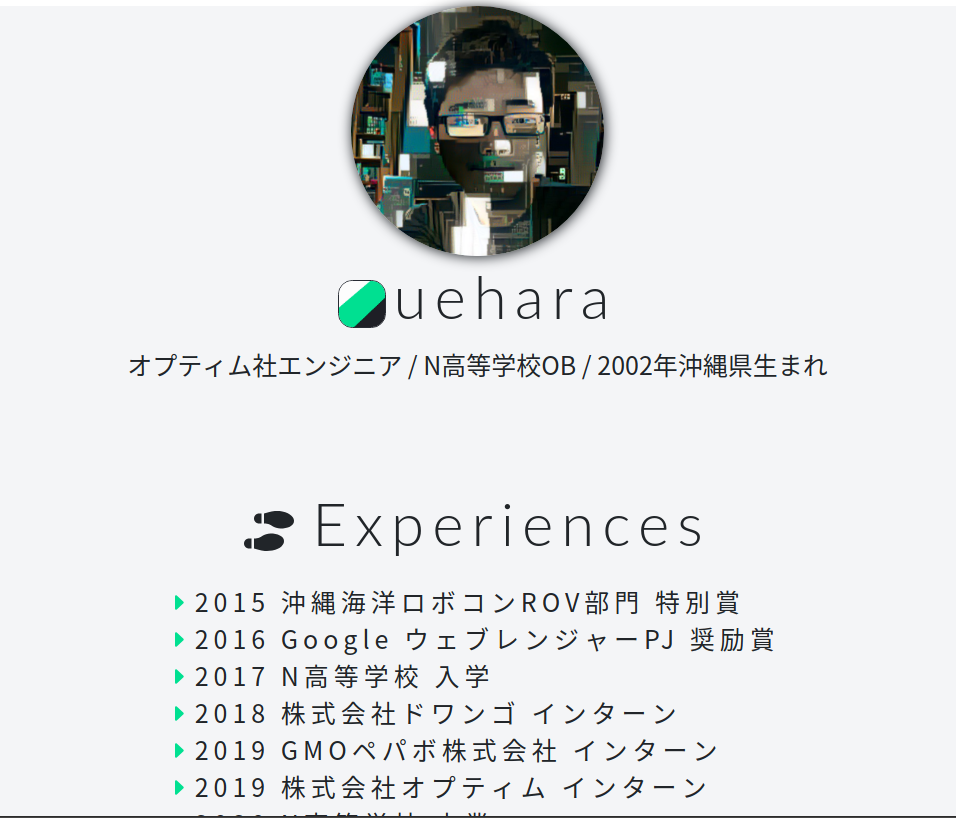 uehara
オプティム社エンジニア / N高等学校OB / 2002年沖縄県生まれ
Experiences
2015 沖縄海洋ロボコンROV部門 特別賞
2016 Google ウェブレンジャーPJ 奨励賞
2017 N高等学校 入学
2018 株式会社ドワンゴ インターン
2019 GMOペパボ株式会社 インターン
2019 株式会社オプティム インターン